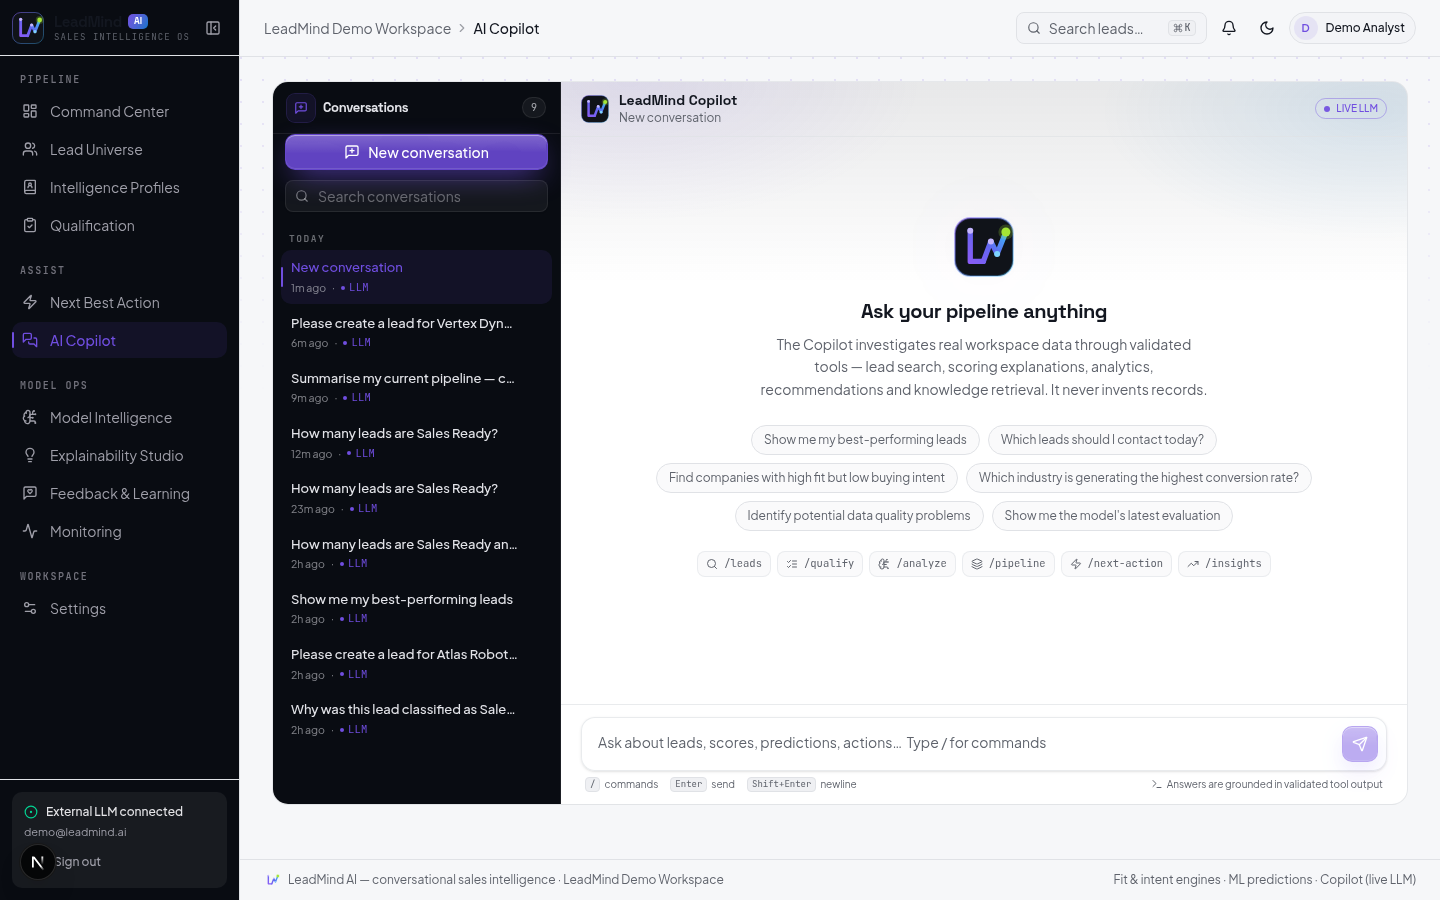 LeadMind AI
SALES INTELLIGENCE OS
PIPELINE
Command Center
Lead Universe
Intelligence Profiles
Qualification
ASSIST
Next Best Action
AI Copilot
MODEL OPS
Model Intelligence
Explainability Studio
Feedback & Learning
Monitoring
WORKSPACE
Settings
External LLM connected
demo@leadmind.ai
N
Sign out
LeadMind Demo Workspace > AI Copilot
Search leads...
⌘K
D
Demo Analyst
Conversations
9
New conversation
Search conversations
TODAY
New conversation
1m ago · • LLM
Please create a lead for Vertex Dyn...
6m ago · • LLM
Summarise my current pipeline — c...
9m ago · • LLM
How many leads are Sales Ready?
12m ago · • LLM
How many leads are Sales Ready?
23m ago · • LLM
How many leads are Sales Ready an...
2h ago · • LLM
Show me my best-performing leads
2h ago · • LLM
Please create a lead for Atlas Robot...
2h ago · • LLM
Why was this lead classified as Sale...
2h ago · • LLM
LeadMind Copilot
New conversation
• LIVE LLM
Ask your pipeline anything
The Copilot investigates real workspace data through validated
tools — lead search, scoring explanations, analytics,
recommendations and knowledge retrieval. It never invents records.
Show me my best-performing leads
Which leads should I contact today?
Find companies with high fit but low buying intent
Which industry is generating the highest conversion rate?
Identify potential data quality problems
Show me the model's latest evaluation
/leads
/qualify
/analyze
/pipeline
/next-action
/insights
Ask about leads, scores, predictions, actions... Type / for commands
/ commands Enter send Shift+Enter newline
Answers are grounded in validated tool output
LeadMind AI — conversational sales intelligence · LeadMind Demo Workspace
Fit & intent engines · ML predictions · Copilot (live LLM)